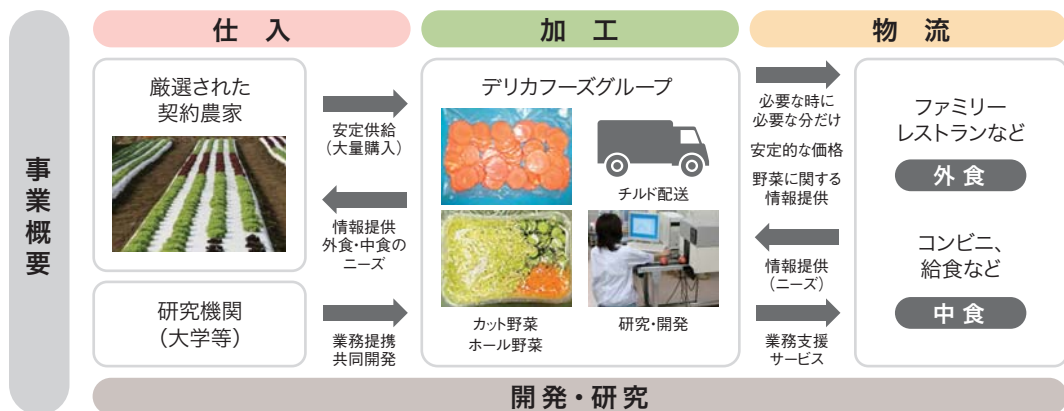 事業概要
仕 入
厳選された
契約農家
研究機関
(大学等)
安定供給
(大量購入)
情報提供
外食・中食の
ニーズ
業務提携
共同開発
加 工
デリカフーズグループ
チルド配送
カット野菜
ホール野菜
研究・開発
物 流
必要な時に
必要な分だけ
安定的な価格
野菜に関する
情報提供
情報提供
(ニーズ)
業務支援
サービス
ファミリー
レストランなど
外 食
コンビニ、
給食など
中 食
開発・研究